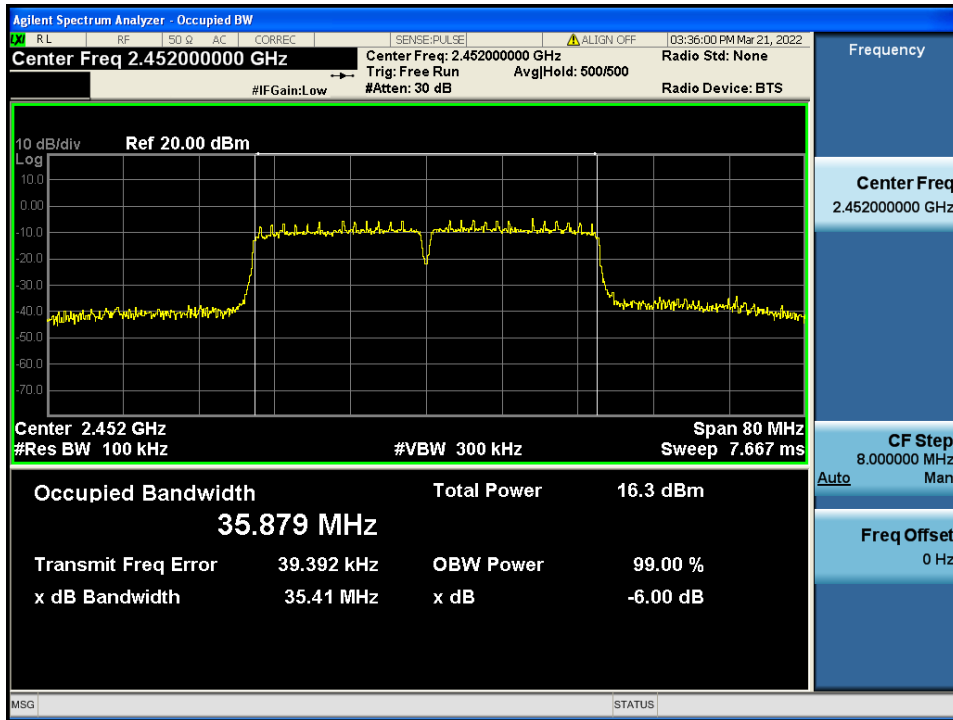 Agilent Spectrum Analyzer - Occupied BW
LXI RL RF 50 Ω AC CORREC SENSE:PULSE ALIGN OFF 03:36:00 PM Mar 21, 2022
Center Freq 2.452000000 GHz
#IFGain:Low
Center Freq: 2.452000000 GHz
Trig: Free Run Avg|Hold: 500/500
#Atten: 30 dB
Radio Std: None
Radio Device: BTS
10 dB/div Ref 20.00 dBm
Log
10.0
0.00
-10.0
-20.0
-30.0
-40.0
-50.0
-60.0
-70.0
Center 2.452 GHz Span 80 MHz
#Res BW 100 kHz #VBW 300 kHz Sweep 7.667 ms
Occupied Bandwidth Total Power 16.3 dBm
35.879 MHz
Transmit Freq Error 39.392 kHz OBW Power 99.00 %
x dB Bandwidth 35.41 MHz x dB -6.00 dB
Frequency
Center Freq
2.452000000 GHz
CF Step
8.000000 MHz
Auto Man
Freq Offset
0 Hz
MSG STATUS